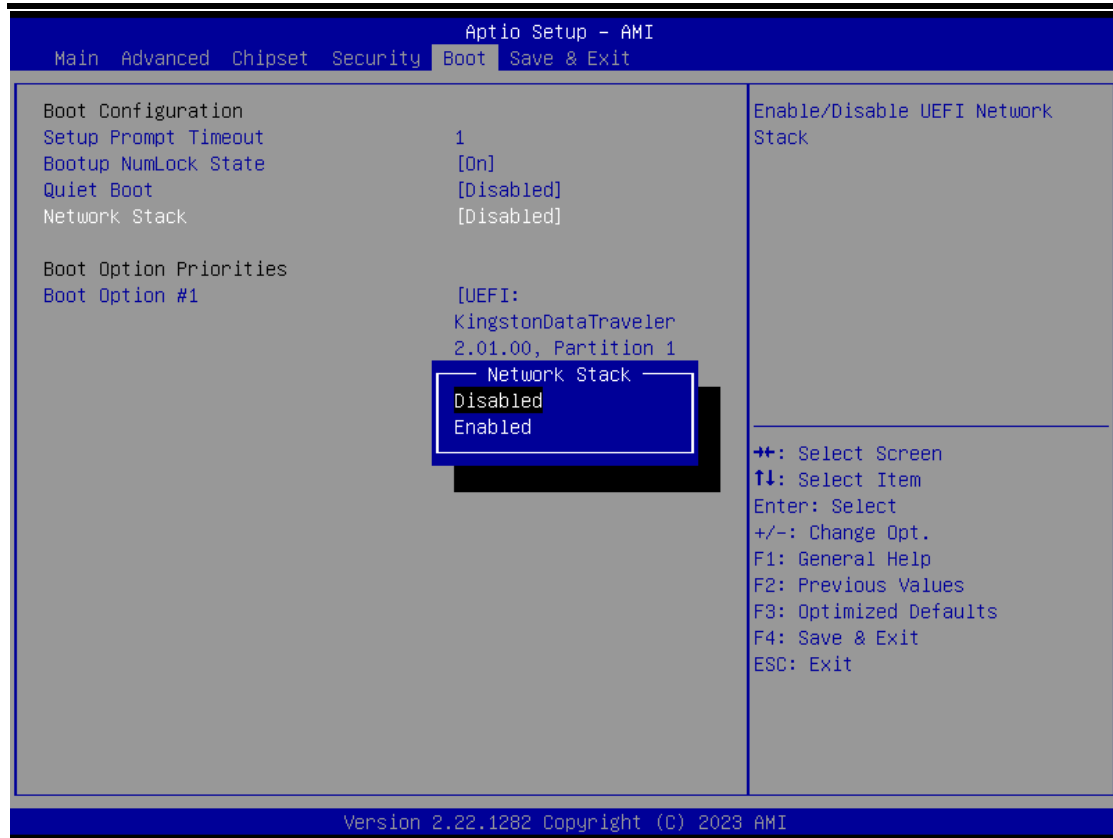 Aptio Setup – AMI
Main Advanced Chipset Security Boot Save & Exit
Boot Configuration
Setup Prompt Timeout 1
Bootup NumLock State [On]
Quiet Boot [Disabled]
Network Stack [Disabled]
Boot Option Priorities
Boot Option #1 [UEFI:
KingstonDataTraveler
2.01.00, Partition 1
Network Stack
Disabled
Enabled
Enable/Disable UEFI Network
Stack
→←: Select Screen
↑↓: Select Item
Enter: Select
+/-: Change Opt.
F1: General Help
F2: Previous Values
F3: Optimized Defaults
F4: Save & Exit
ESC: Exit
Version 2.22.1282 Copyright (C) 2023 AMI